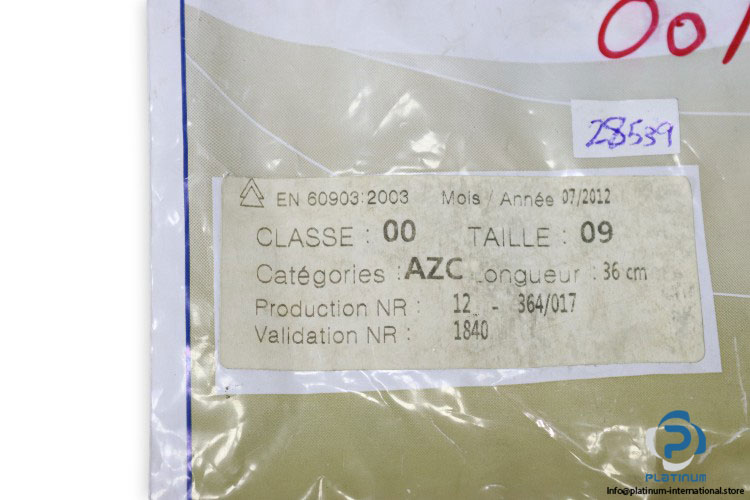 00/
28539
EN 60903:2003 Mois / Année 07/2012
CLASSE : 00 TAILLE : 09
Catégories : AZC Longueur : 36 cm
Production NR : 12 - 364/017
Validation NR : 1840
PLATINUM
info@platinum-international.store